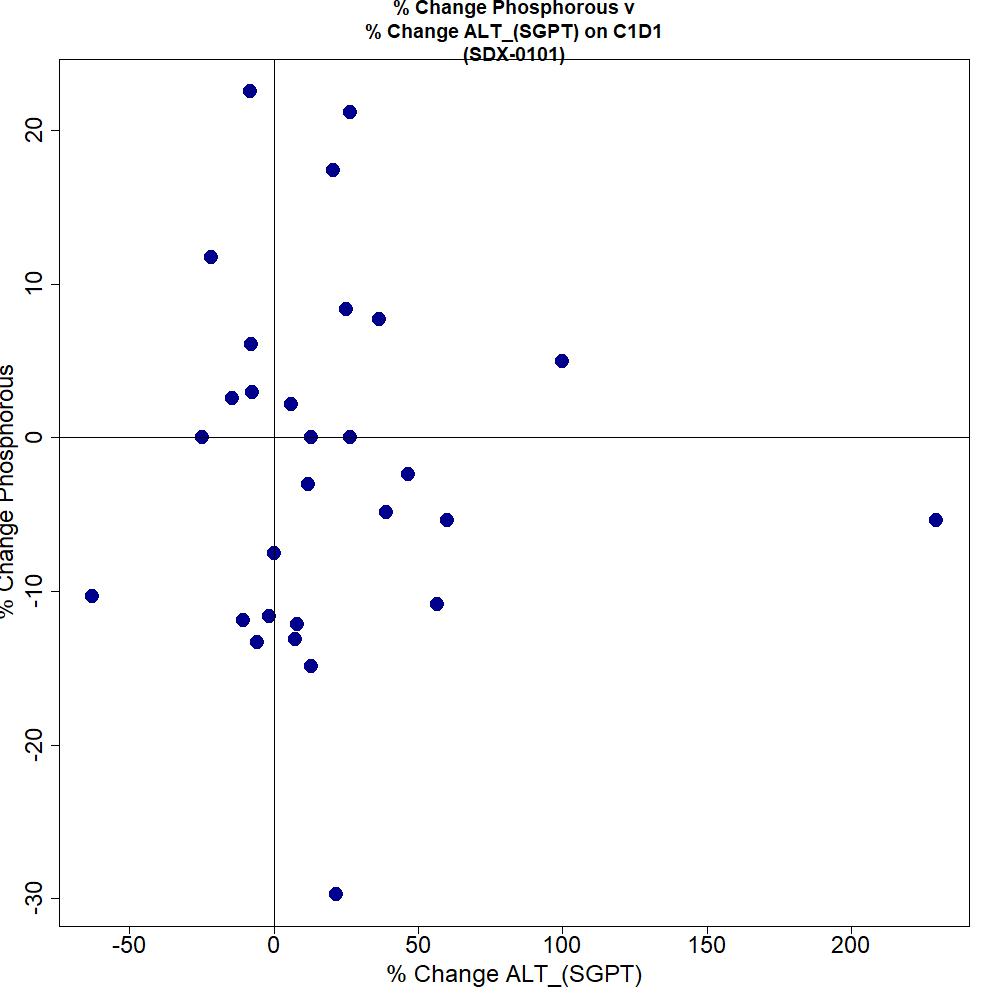 % Change Phosphorous v
% Change ALT_(SGPT) on C1D1
(SDX-0101)
% Change Phosphorous
20
10
0
-10
-20
-30
-50
0
50
100
150
200
% Change ALT_(SGPT)